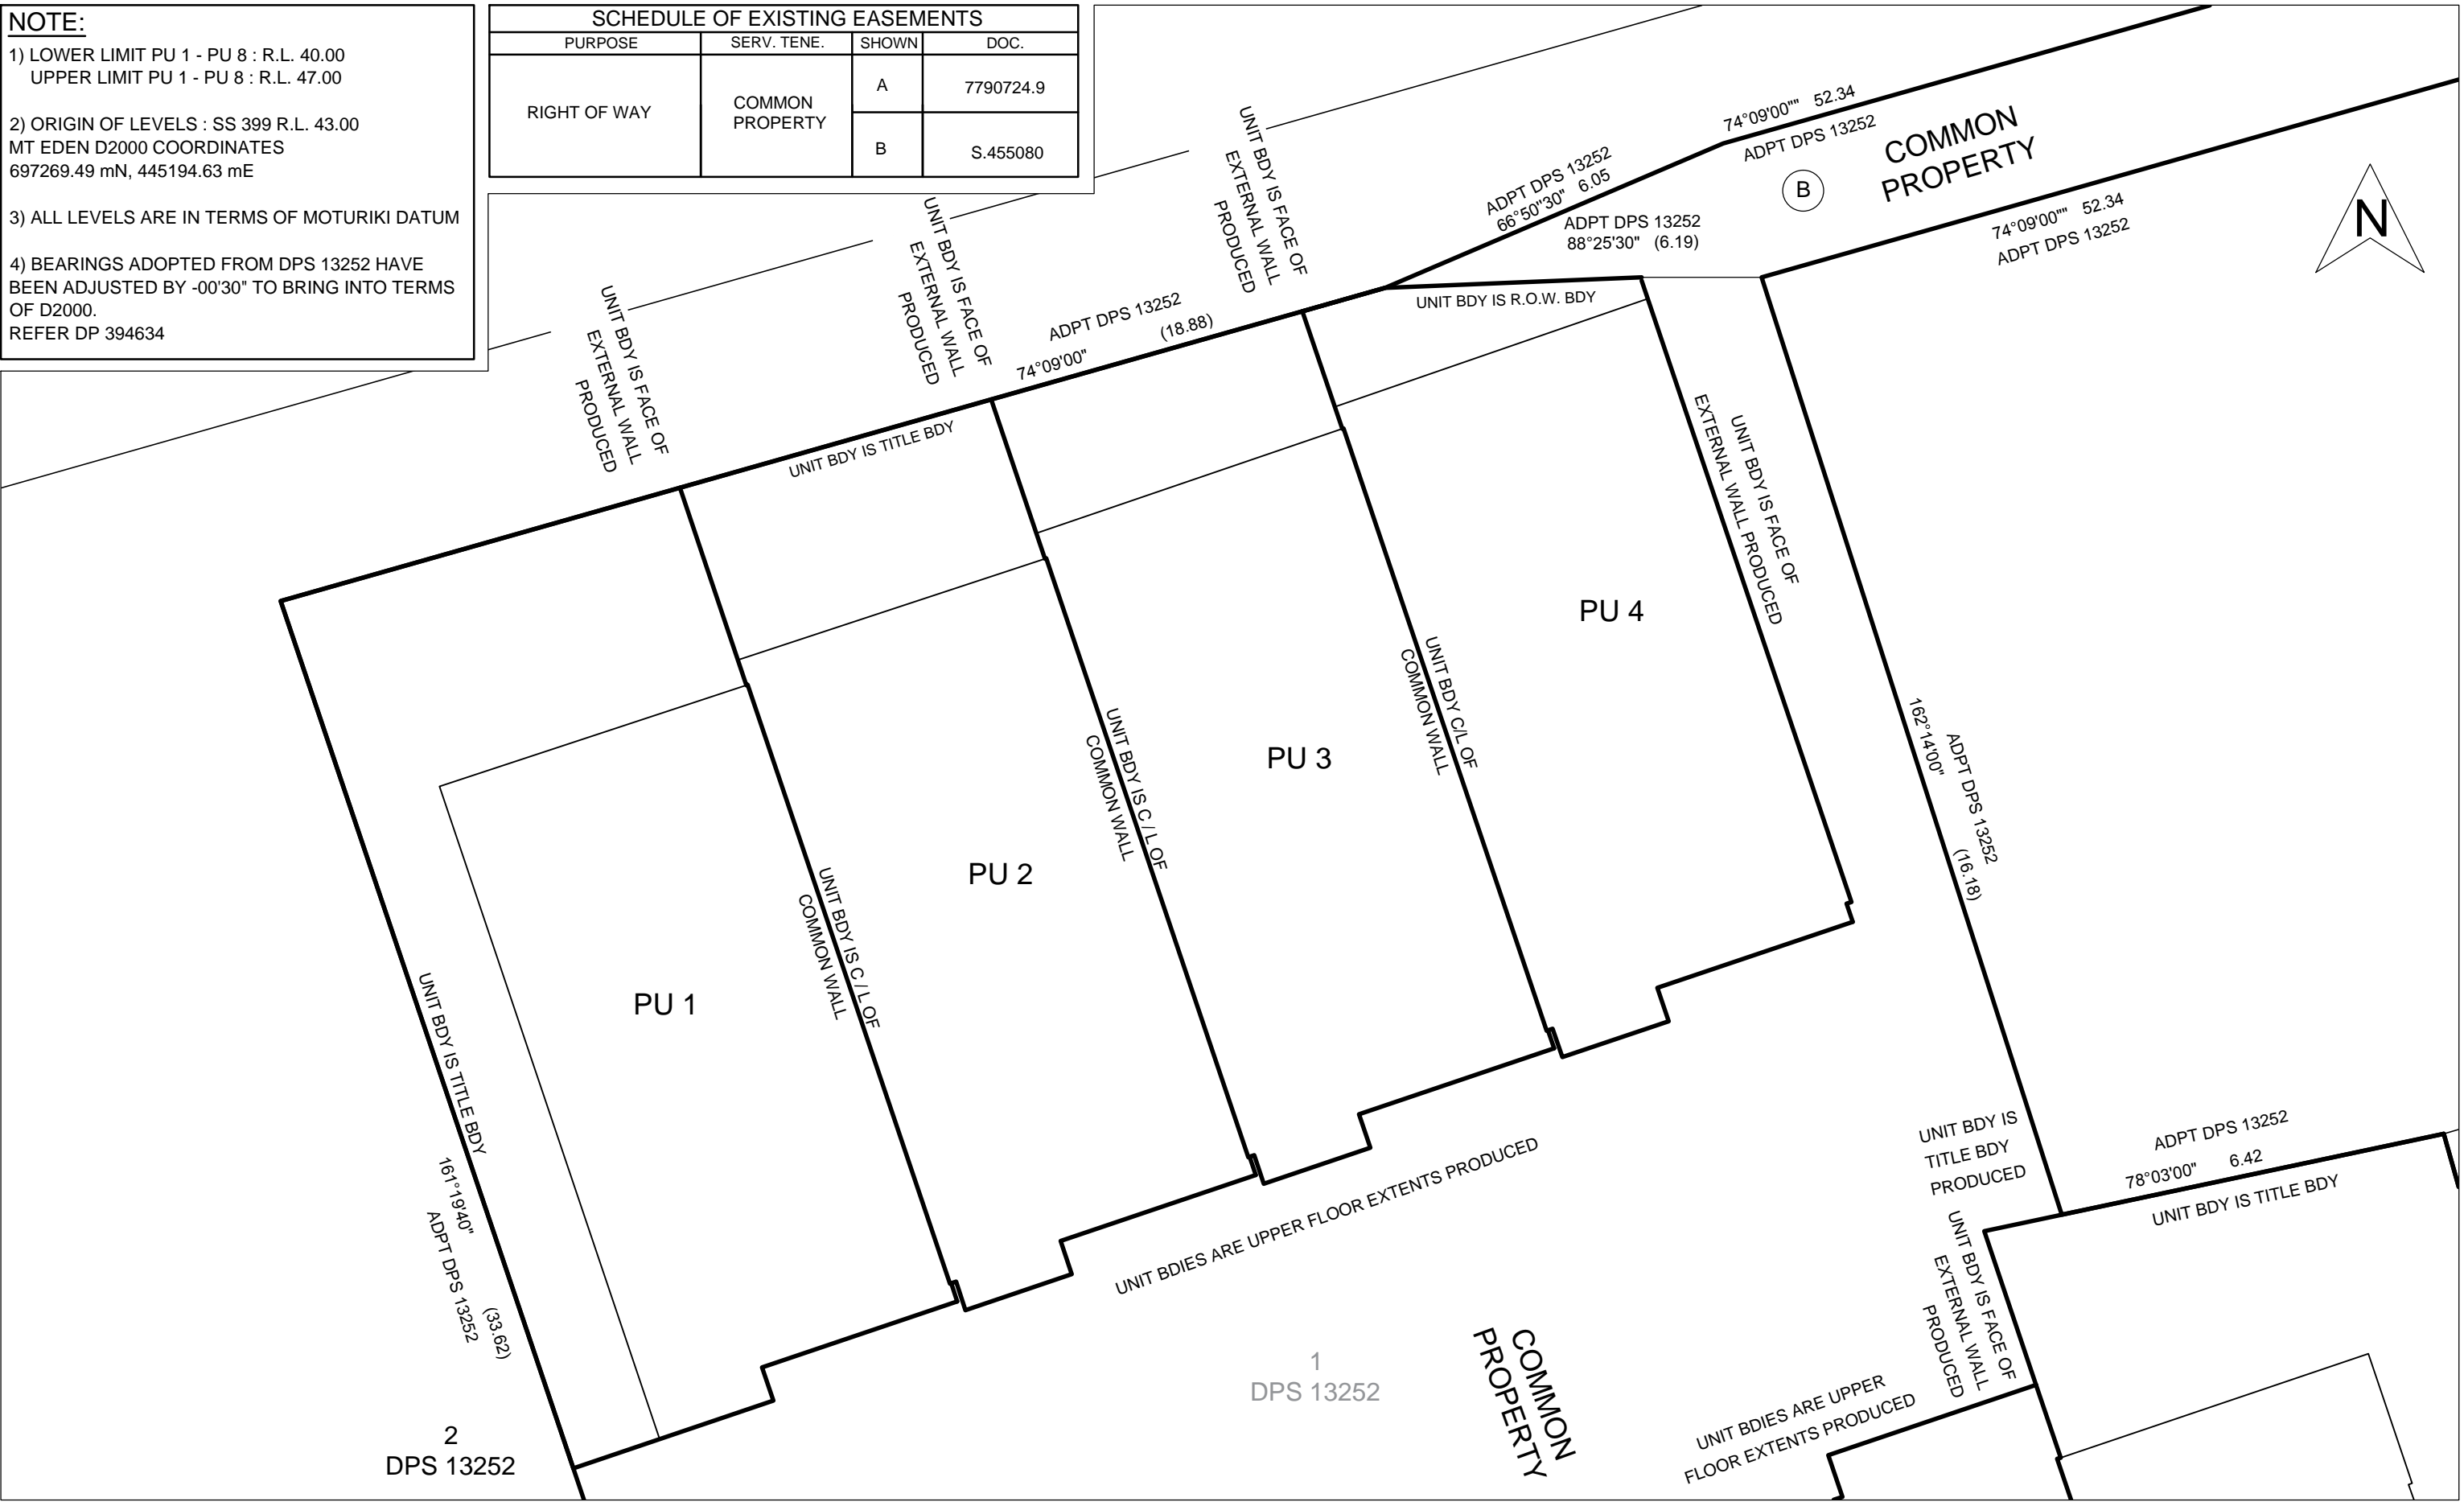 NOTE:
1) LOWER LIMIT PU 1 - PU 8 : R.L. 40.00
UPPER LIMIT PU 1 - PU 8 : R.L. 47.00
2) ORIGIN OF LEVELS : SS 399 R.L. 43.00
MT EDEN D2000 COORDINATES
697269.49 mN, 445194.63 mE
3) ALL LEVELS ARE IN TERMS OF MOTURIKI DATUM
4) BEARINGS ADOPTED FROM DPS 13252 HAVE
BEEN ADJUSTED BY -00'30" TO BRING INTO TERMS
OF D2000.
REFER DP 394634
SCHEDULE OF EXISTING EASEMENTS
PURPOSE SERV. TENE. SHOWN DOC.
RIGHT OF WAY
COMMON
PROPERTY
A 7790724.9
B S.455080
UNIT BDY IS FACE OF
EXTERNAL WALL
PRODUCED
UNIT BDY IS FACE OF
EXTERNAL WALL
PRODUCED
UNIT BDY IS FACE OF
EXTERNAL WALL
PRODUCED
ADPT DPS 13252
74°09'00" (18.88)
UNIT BDY IS TITLE BDY
ADPT DPS 13252
66°50"30" 6.05
ADPT DPS 13252
88°25'30" (6.19)
UNIT BDY IS R.O.W. BDY
74°09'00"" 52.34
ADPT DPS 13252
COMMON
PROPERTY
B
74°09'00"" 52.34
ADPT DPS 13252
N
UNIT BDY IS FACE OF
EXTERNAL WALL PRODUCED
PU 4
PU 3
PU 2
PU 1
UNIT BDY C/L OF
COMMON WALL
UNIT BDY IS C / L OF
COMMON WALL
UNIT BDY IS C / L OF
COMMON WALL
ADPT DPS 13252
162°14'00" (16.18)
UNIT BDY IS TITLE BDY
161°19'40" (33.62)
ADPT DPS 13252
UNIT BDIES ARE UPPER FLOOR EXTENTS PRODUCED
UNIT BDY IS
TITLE BDY
PRODUCED
ADPT DPS 13252
78°03'00" 6.42
UNIT BDY IS TITLE BDY
UNIT BDY IS FACE OF
EXTERNAL WALL
PRODUCED
1
DPS 13252
COMMON
PROPERTY
UNIT BDIES ARE UPPER
FLOOR EXTENTS PRODUCED
2
DPS 13252